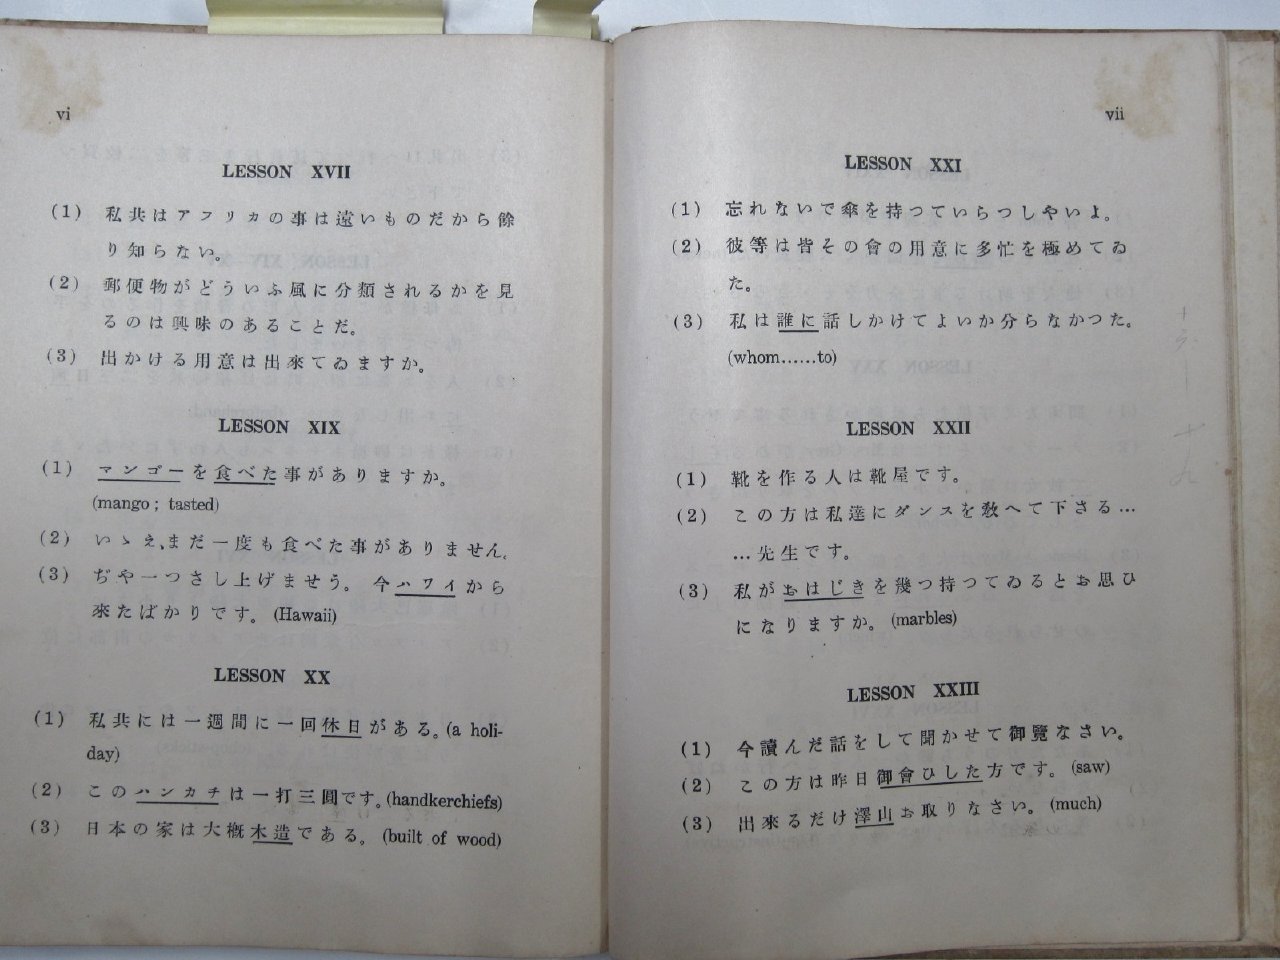 vi
LESSON XVII
(1) 私共はアフリカの事は遠いものだから餘
り知らない。
(2) 郵便物がどういふ風に分類されるかを見
るのは興味のあることだ。
(3) 出かける用意は出來てゐますか。
LESSON XIX
(1) マンゴーを食べた事がありますか。
(mango; tasted)
(2) いゝえ、まだ一度も食べた事がありません。
(3) ぢや一つさし上げませう。今ハワイから
來たばかりです。(Hawaii)
LESSON XX
(1) 私共には一週間に一回休日がある。(a holi-
day)
(2) このハンカチは一打三圓です。(handkerchiefs)
(3) 日本の家は大槪木造である。(built of wood)
vii
LESSON XXI
(1) 忘れないで傘を持つていらつしやいよ。
(2) 彼等は皆その會の用意に多忙を極めてゐ
た。
(3) 私は誰に話しかけてよいか分らなかつた。
(whom......to)
LESSON XXII
(1) 靴を作る人は靴屋です。
(2) この方は私達にダンスを敎へて下さる...
...先生です。
(3) 私がおはじきを幾つ持つてゐるとお思ひ
になりますか。(marbles)
LESSON XXIII
(1) 今讀んだ話をして聞かせて御覽なさい。
(2) この方は昨日御會ひした方です。(saw)
(3) 出來るだけ澤山お取りなさい。(much)